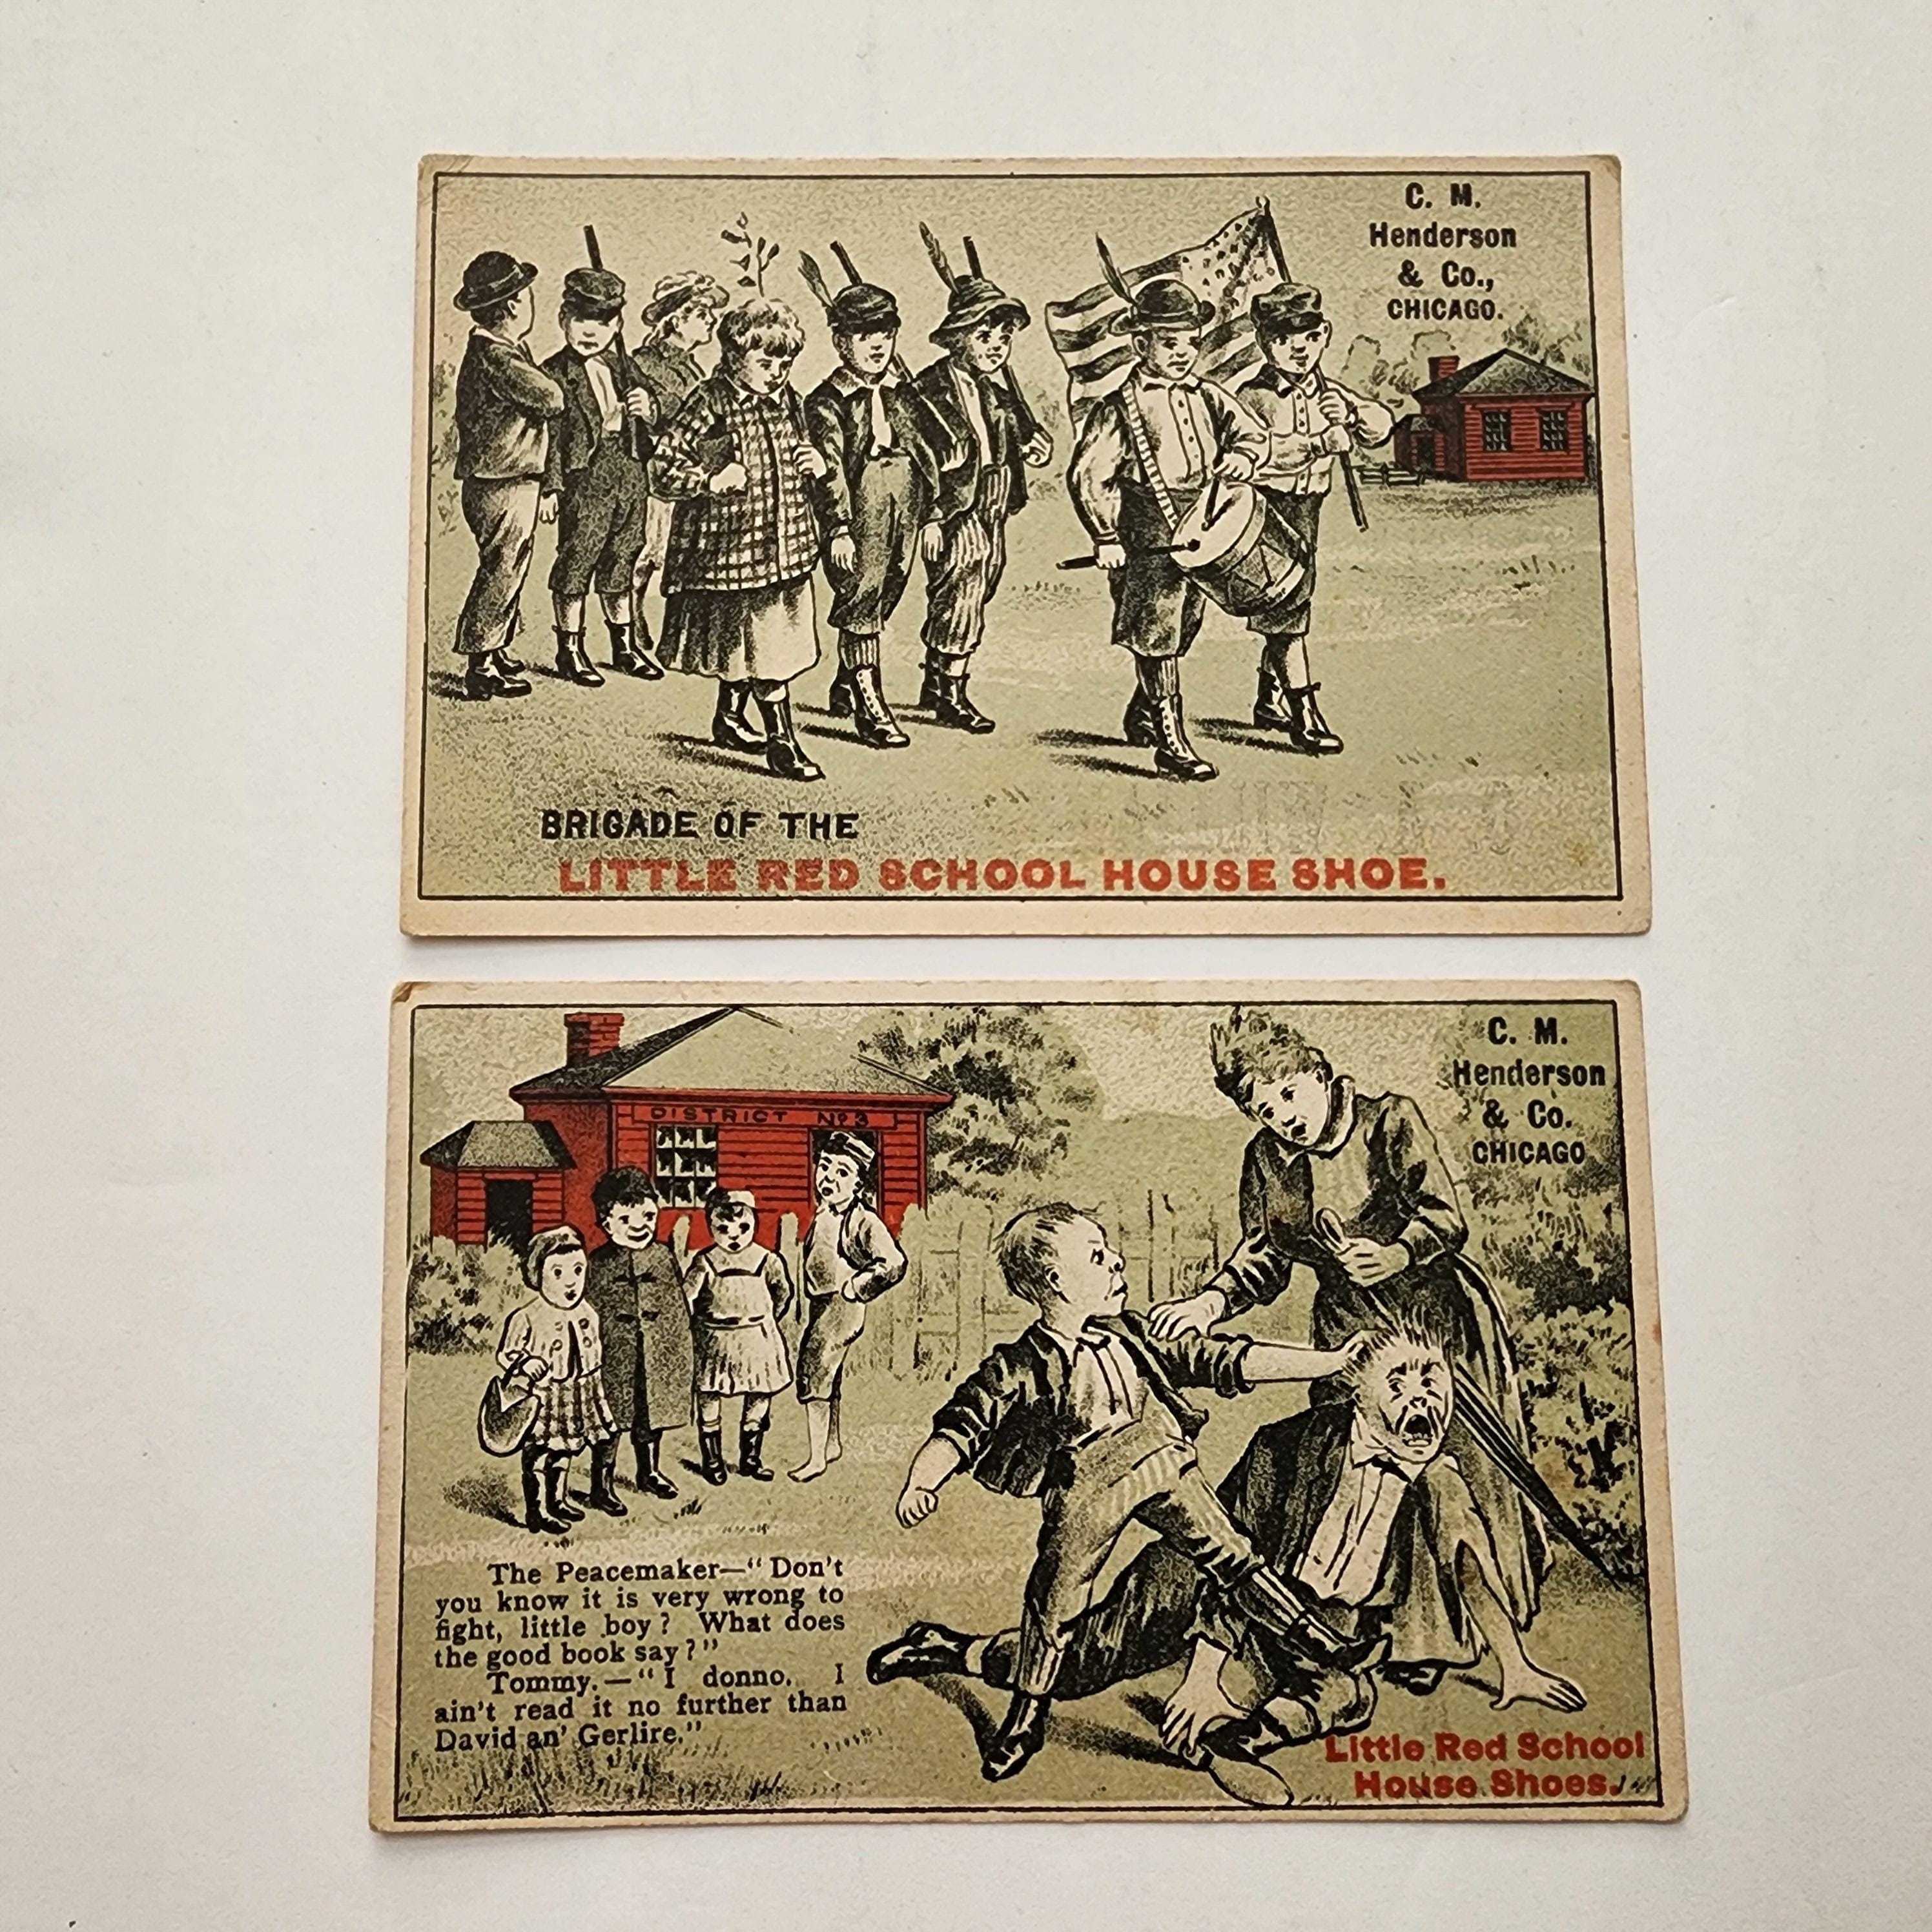 C. M.
Henderson
& Co.,
CHICAGO.
BRIGADE OF THE
LITTLE RED SCHOOL HOUSE SHOE.
C. M.
Henderson
& Co.
CHICAGO
DISTRICT No 3
The Peacemaker—“Don't
you know it is very wrong to
fight, little boy? What does
the good book say?”
Tommy.—“I donno. I
ain't read it no further than
David an' Gerlire.”
Little Red School
House Shoes.